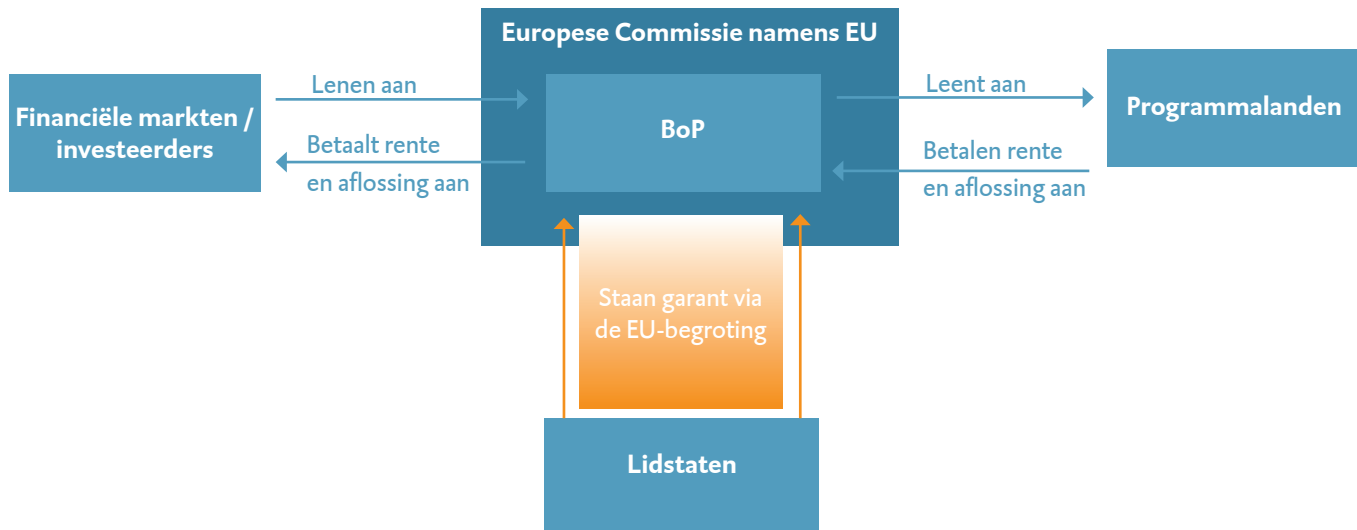 Europese Commissie namens EU
Financiële markten /
investeerders
Lenen aan
Betaalt rente
en aflossing aan
BoP
Leent aan
Betalen rente
en aflossing aan
Programmalanden
Staan garant via
de EU-begroting
Lidstaten